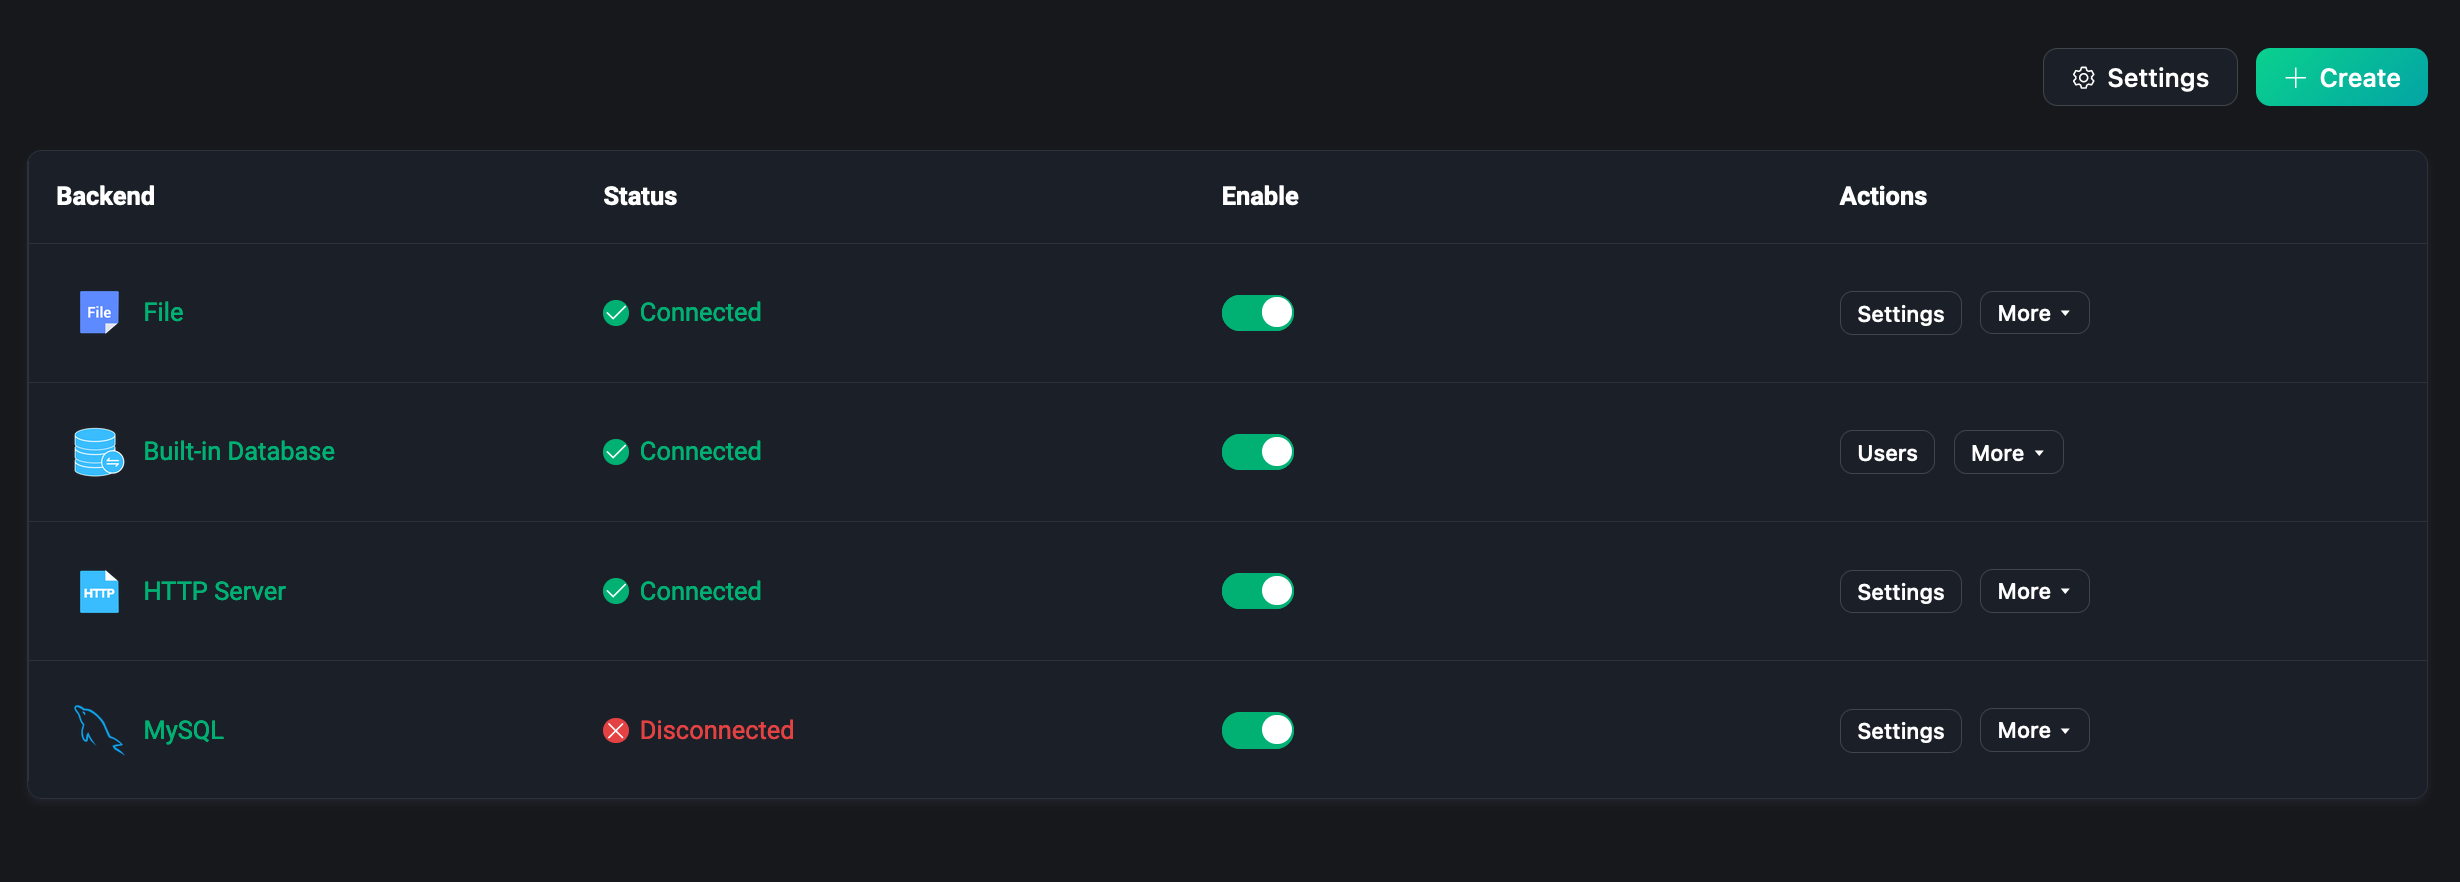 Settings
+ Create
Backend Status Enable Actions
File File Connected Settings More
Built-in Database Connected Users More
HTTP HTTP Server Connected Settings More
MySQL Disconnected Settings More